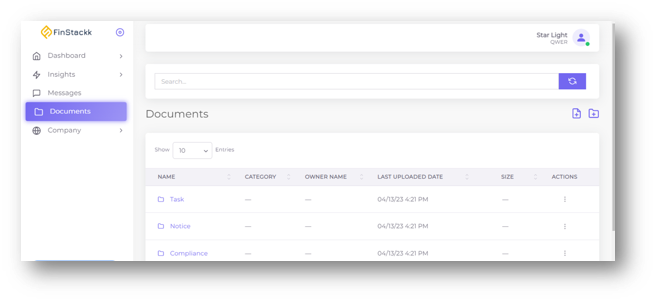 FinStackk
Star Light
QWER
Dashboard
Insights
Messages
Documents
Company
Search...
Documents
Show 10 Entries
NAME CATEGORY OWNER NAME LAST UPLOADED DATE SIZE ACTIONS
Task — — 04/13/23 4:21 PM —
Notice — — 04/13/23 4:21 PM —
Compliance — — 04/13/23 4:21 PM —